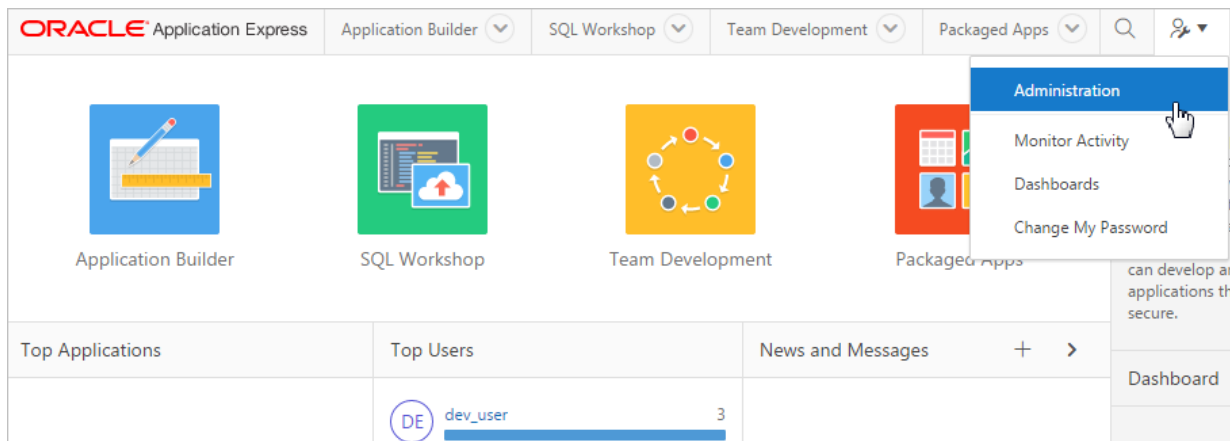 ORACLE Application Express
Application Builder
SQL Workshop
Team Development
Packaged Apps
Administration
Monitor Activity
Dashboards
Change My Password
Application Builder
SQL Workshop
Team Development
Packaged Apps
can develop
applications
secure.
Top Applications
Top Users
News and Messages
Dashboard
DE
dev_user
3